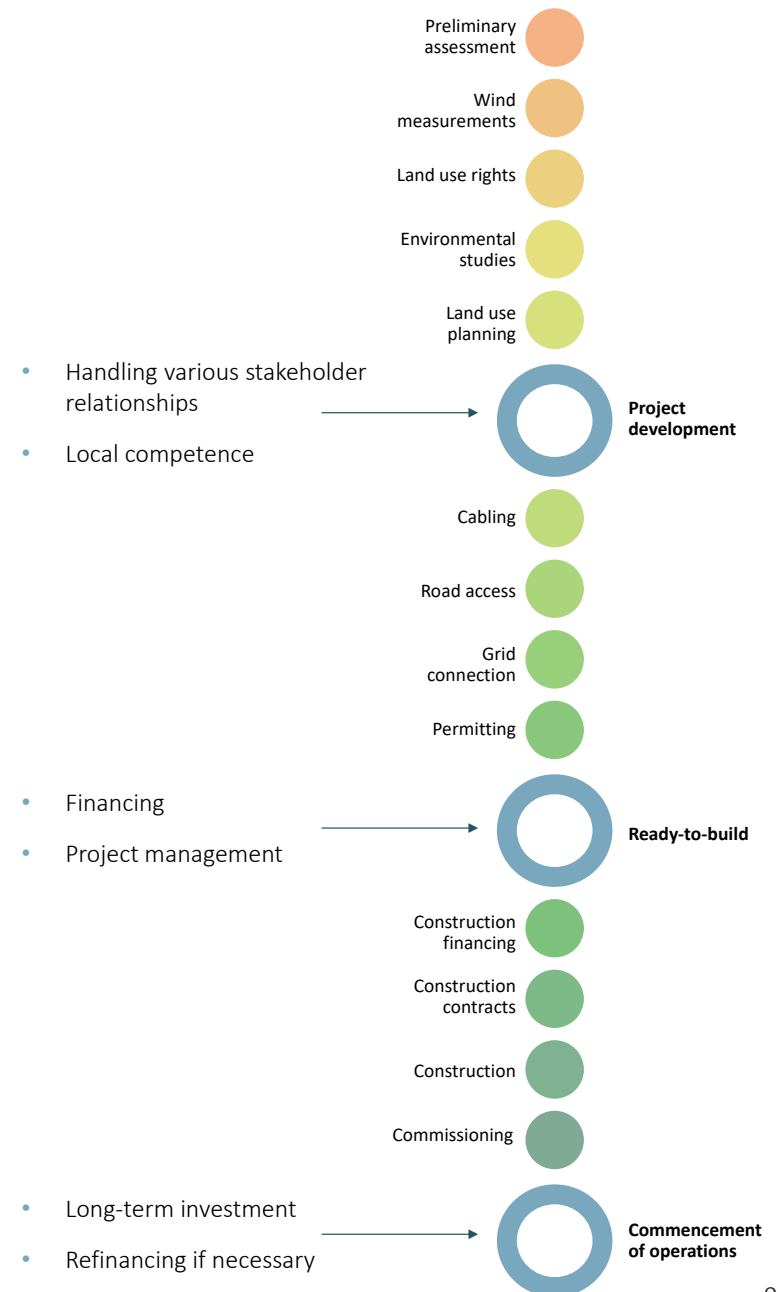 Preliminary
assessment
Wind
measurements
Land use rights
Environmental
studies
Land use
planning
• Handling various stakeholder
relationships
• Local competence
Project
development
Cabling
Road access
Grid
connection
Permitting
• Financing
• Project management
Ready-to-build
Construction
financing
Construction
contracts
Construction
Commissioning
• Long-term investment
• Refinancing if necessary
Commencement
of operations